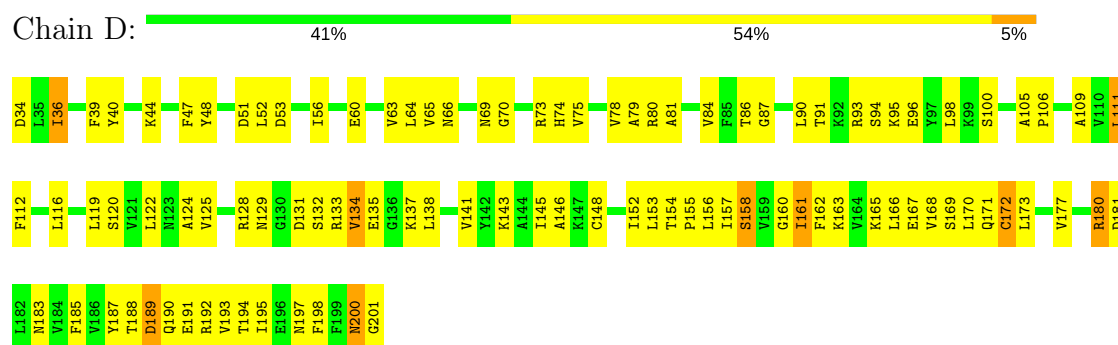 Chain D:
41% 54% 5%
D34 L35 I36 F39 Y40 K44 F47 Y48 D51 L52 D53 I56 E60 V63 L64 V65 N66 N69 G70 R73 H74 V75 V78 A79 R80 A81 V84 F85 T86 G87 L90 T91 K92 R93 S94 K95 E96 Y97 L98 K99 S100 A105 P106 A109 V110 L111
F112 L116 L119 S120 V121 L122 N123 A124 V125 R128 N129 G130 D131 S132 R133 V134 E135 G136 K137 L138 V141 Y142 K143 A144 I145 A146 K147 C148 I152 L153 T154 P155 L156 I157 S158 V159 G160 I161 F162 K163 V164 K165 L166 E167 V168 S169 L170 Q171 C172 L173 V177 R180 D181
L182 N183 V184 F185 V186 Y187 T188 D189 Q190 E191 R192 V193 T194 I195 E196 N197 F198 F199 N200 G201